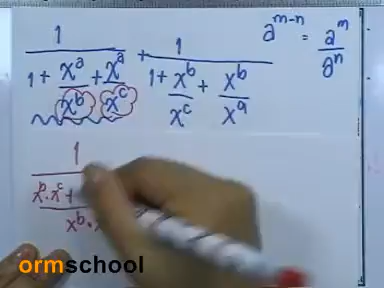 1/(1 + x^a/x^b + x^a/x^c) + 1/(1 + x^b/x^c + x^b/x^a)
a^(m-n) = a^m/a^n
1
x^b · x^c +
x^b ·
ormschool